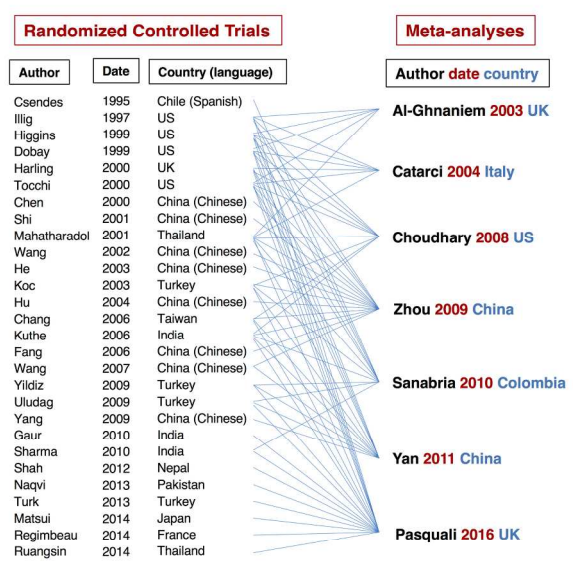 Randomized Controlled Trials Meta-analyses
Author Date Country (language) Author date country
Csendes 1995 Chile (Spanish)
Illig 1997 US
Higgins 1999 US
Dobay 1999 US
Harling 2000 UK
Tocchi 2000 US
Chen 2000 China (Chinese)
Shi 2001 China (Chinese)
Mahatharadol 2001 Thailand
Wang 2002 China (Chinese)
He 2003 China (Chinese)
Koc 2003 Turkey
Hu 2004 China (Chinese)
Chang 2006 Taiwan
Kuthe 2006 India
Fang 2006 China (Chinese)
Wang 2007 China (Chinese)
Yildiz 2009 Turkey
Uludag 2009 Turkey
Yang 2009 China (Chinese)
Gaur 2010 India
Sharma 2010 India
Shah 2012 Nepal
Naqvi 2013 Pakistan
Turk 2013 Turkey
Matsui 2014 Japan
Regimbeau 2014 France
Ruangsin 2014 Thailand
Al-Ghnaniem 2003 UK
Catarci 2004 Italy
Choudhary 2008 US
Zhou 2009 China
Sanabria 2010 Colombia
Yan 2011 China
Pasquali 2016 UK